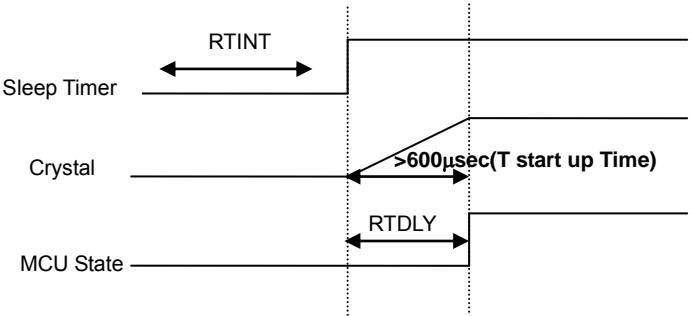 RTINT
Sleep Timer
Crystal
>600μsec(T start up Time)
RTDLY
MCU State